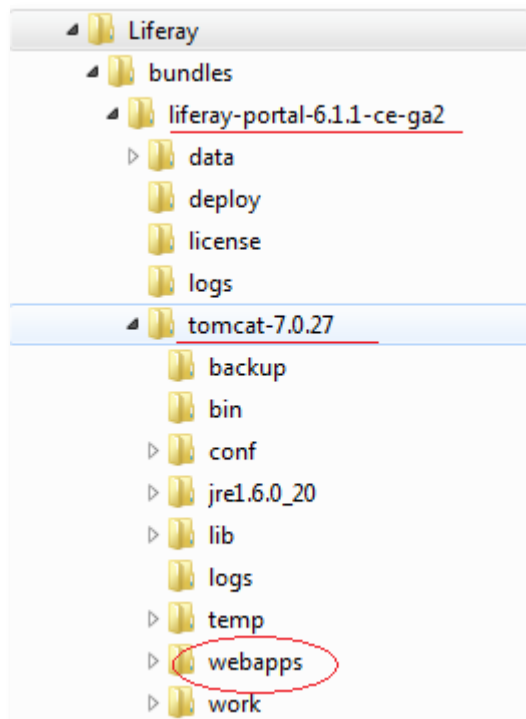 Liferay
bundles
liferay-portal-6.1.1-ce-ga2
data
deploy
license
logs
tomcat-7.0.27
backup
bin
conf
jre1.6.0_20
lib
logs
temp
webapps
work